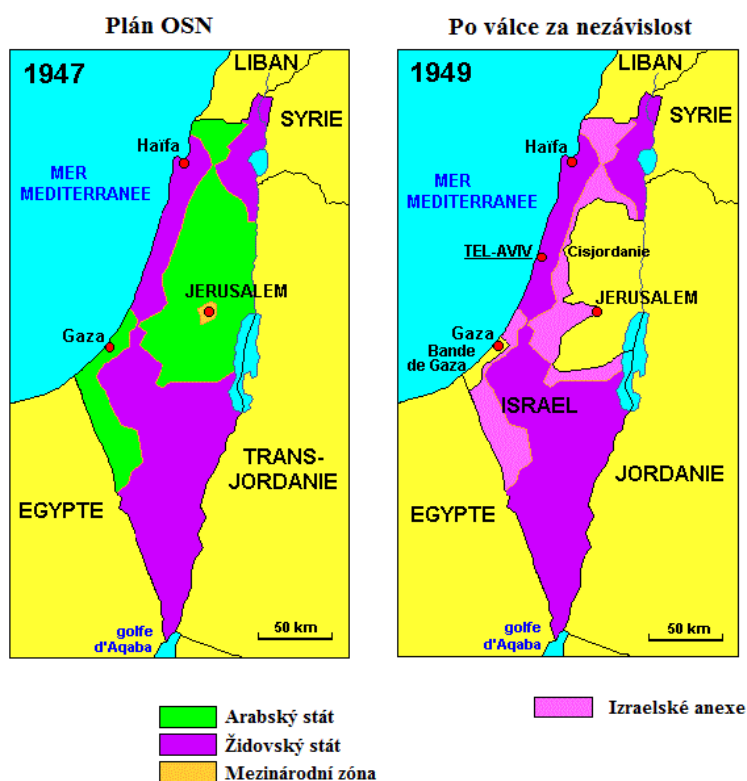 Plán OSN
1947
LIBAN
SYRIE
Haïfa
MER
MEDITERRANEE
JERUSALEM
Gaza
TRANS-
JORDANIE
EGYPTE
golfe
d'Aqaba
50 km
Arabský stát
Židovský stát
Mezinárodní zóna
Po válce za nezávislost
1949
LIBAN
SYRIE
Haïfa
MER
MEDITERRANEE
TEL-AVIV
Cisjordanie
JERUSALEM
Gaza
Bande
de Gaza
ISRAEL
JORDANIE
EGYPTE
golfe
d'Aqaba
50 km
Izraelské anexe